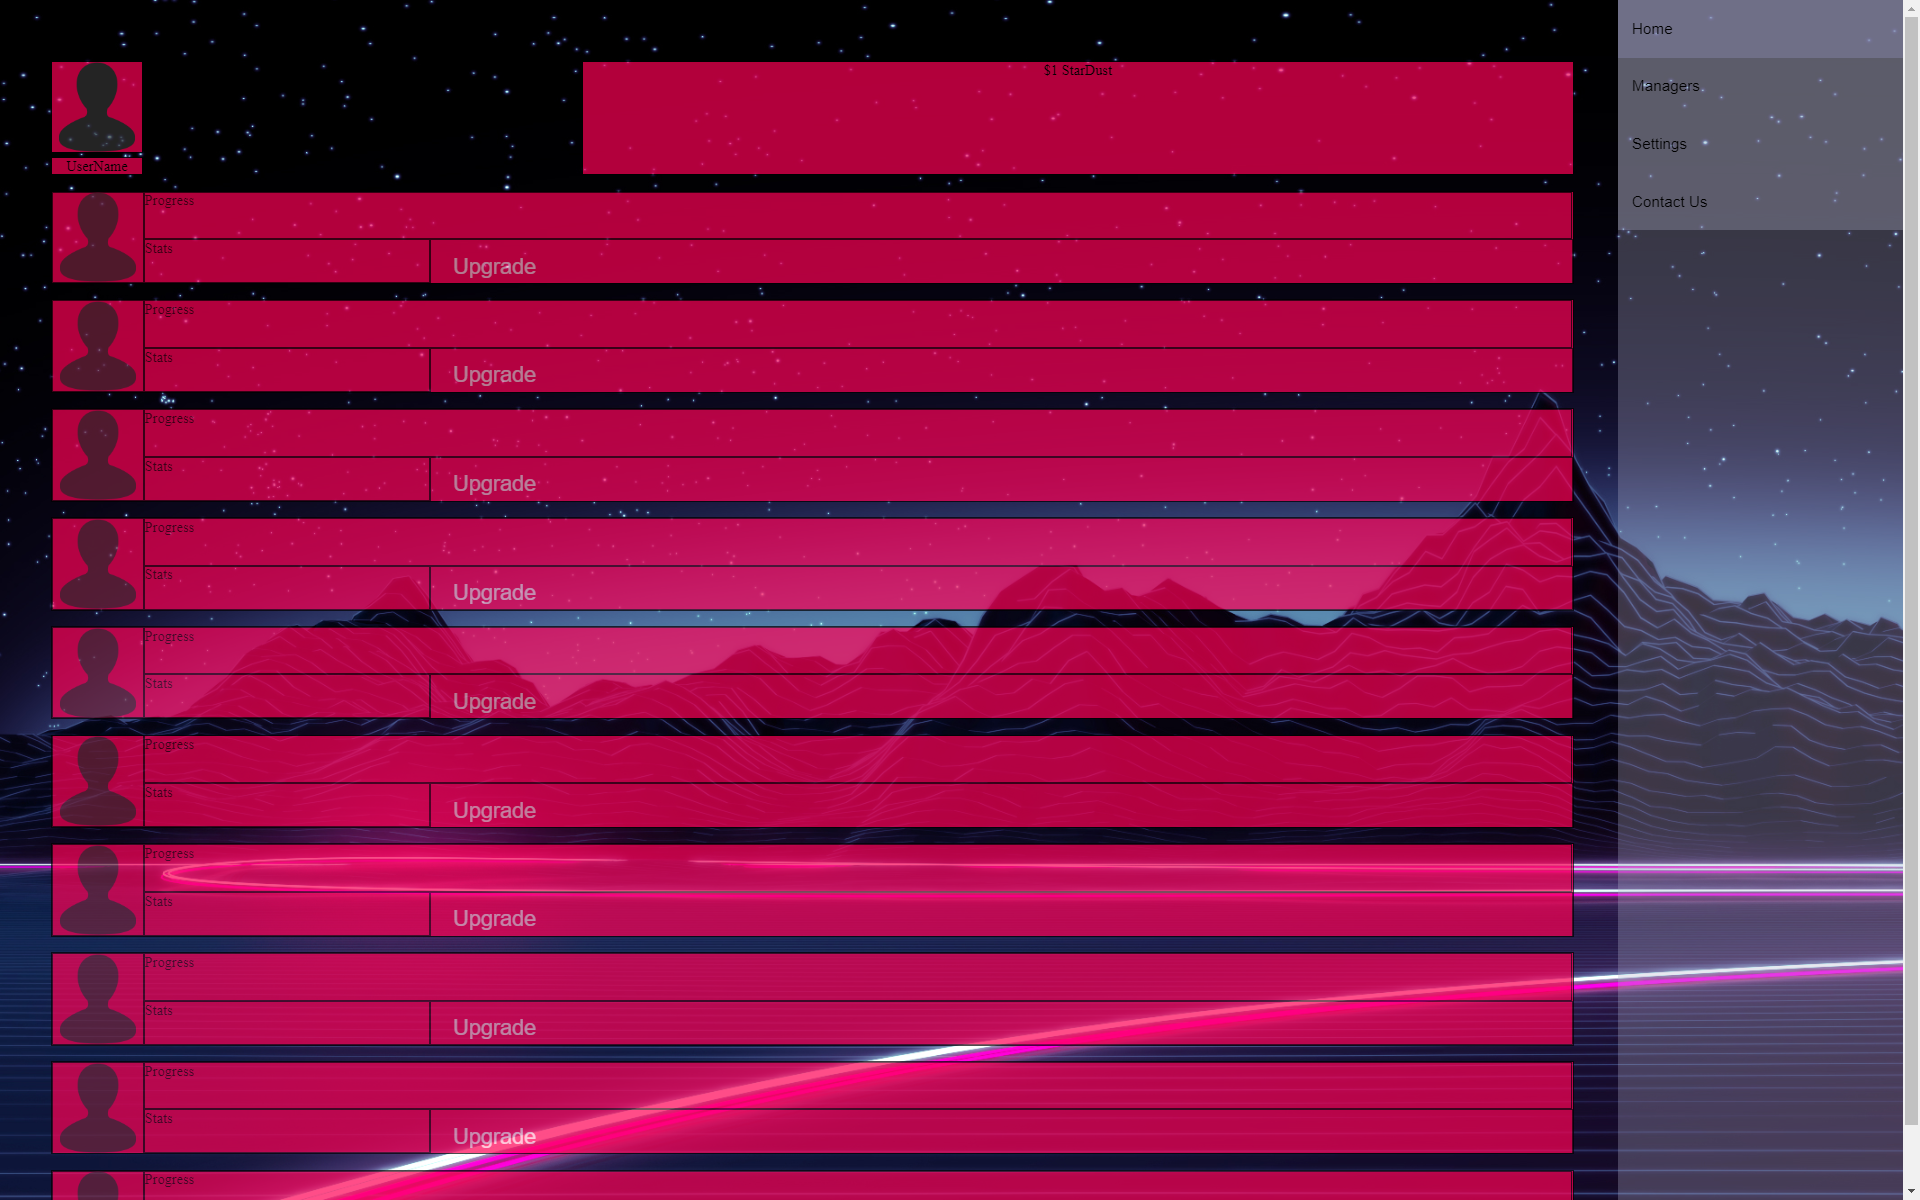 Home
$1 StarDust
Managers
Settings
UserName
Contact Us
Progress
Stats
Upgrade
Progress
Stats
Upgrade
Progress
Stats
Upgrade
Progress
Stats
Upgrade
Progress
Stats
Upgrade
Progress
Stats
Upgrade
Progress
Stats
Upgrade
Progress
Stats
Upgrade
Progress
Stats
Upgrade
Progress